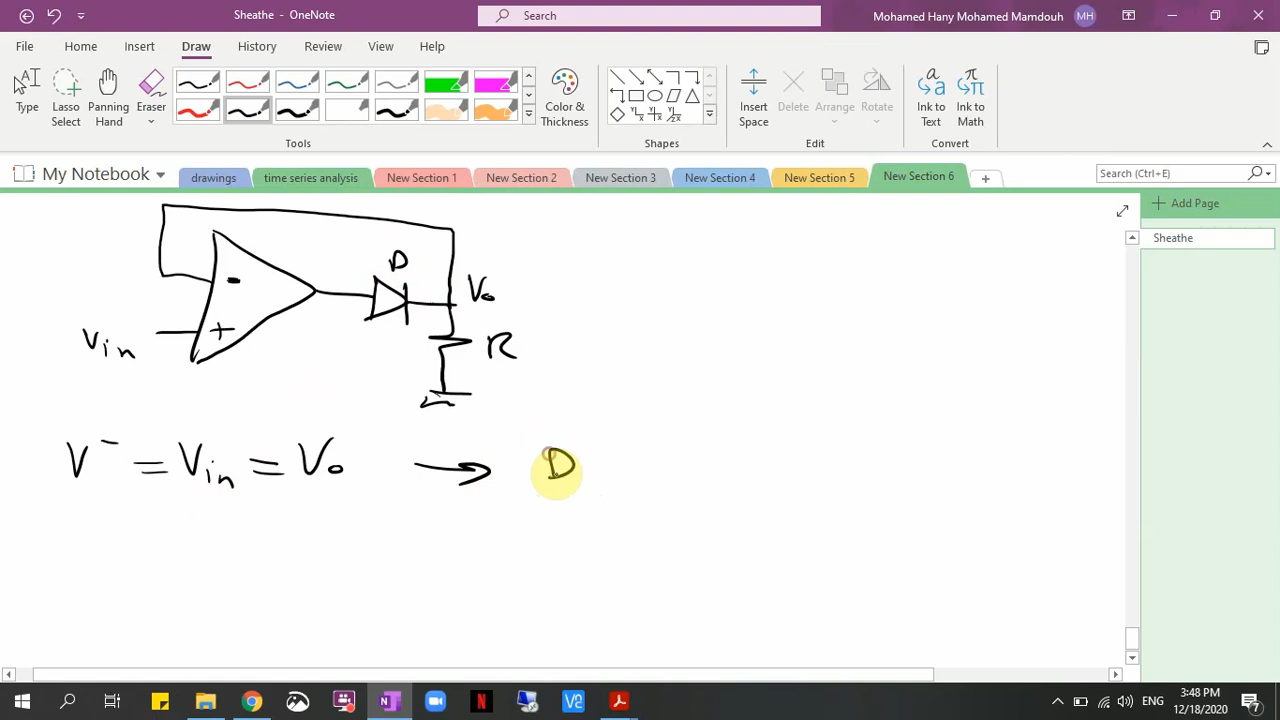 Sheathe - OneNote
Search
Mohamed Hany Mohamed Mamdouh MH
File Home Insert Draw History Review View Help
Type
Lasso Select
Panning Hand
Eraser
Color & Thickness
Insert Space
Delete
Arrange
Rotate
Ink to Text
Ink to Math
Tools
Shapes
Edit
Convert
My Notebook
drawings
time series analysis
New Section 1
New Section 2
New Section 3
New Section 4
New Section 5
New Section 6
Search (Ctrl+E)
Add Page
Sheathe
D
-
Vo
+
Vin
R
V⁻ = Vin = Vo → D
ENG
3:48 PM
12/18/2020
7